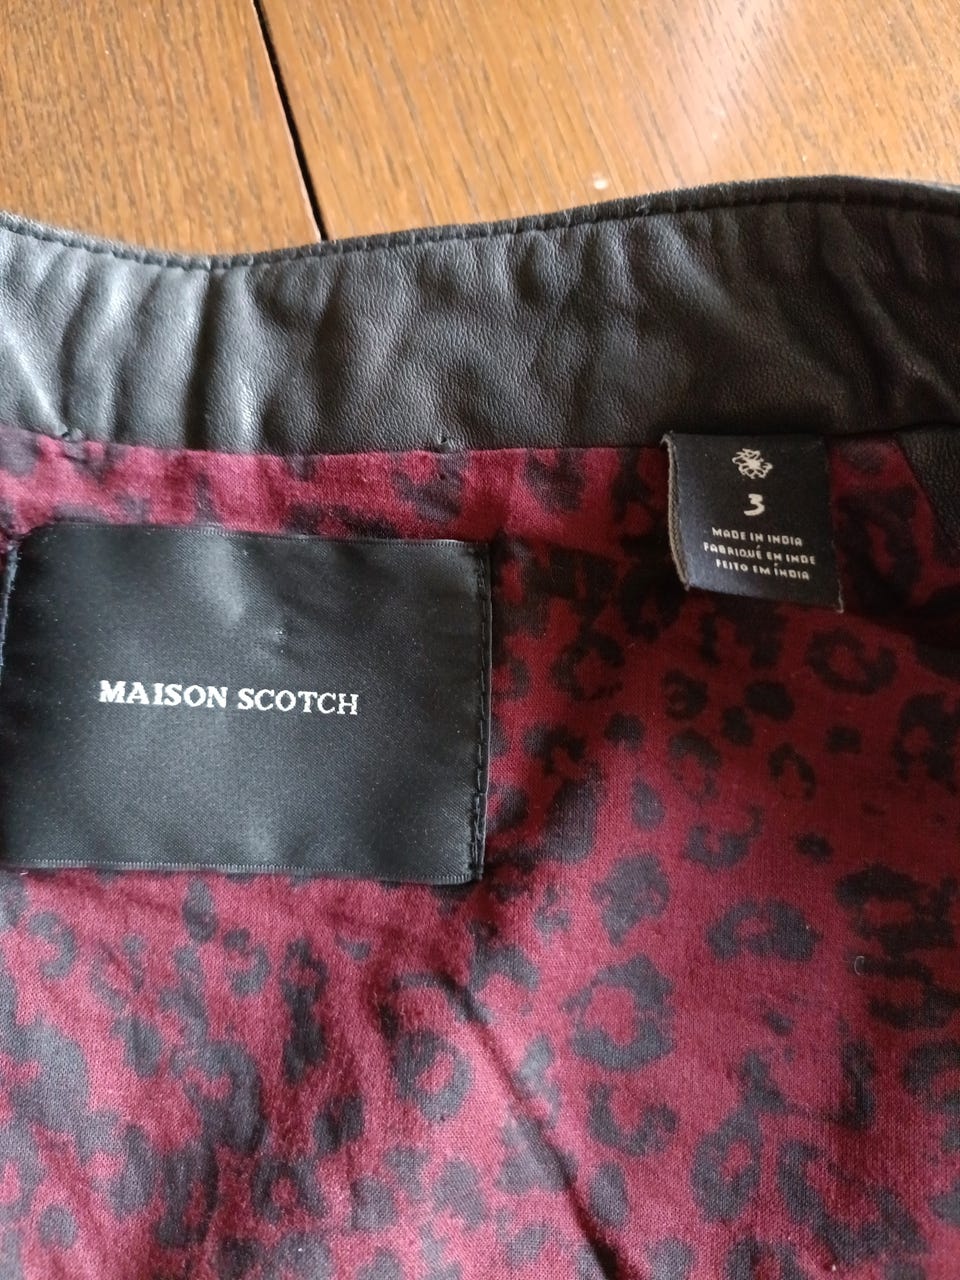 MAISON SCOTCH
3
MADE IN INDIA
FABRIQUÉ EN INDE
FEITO EM ÍNDIA